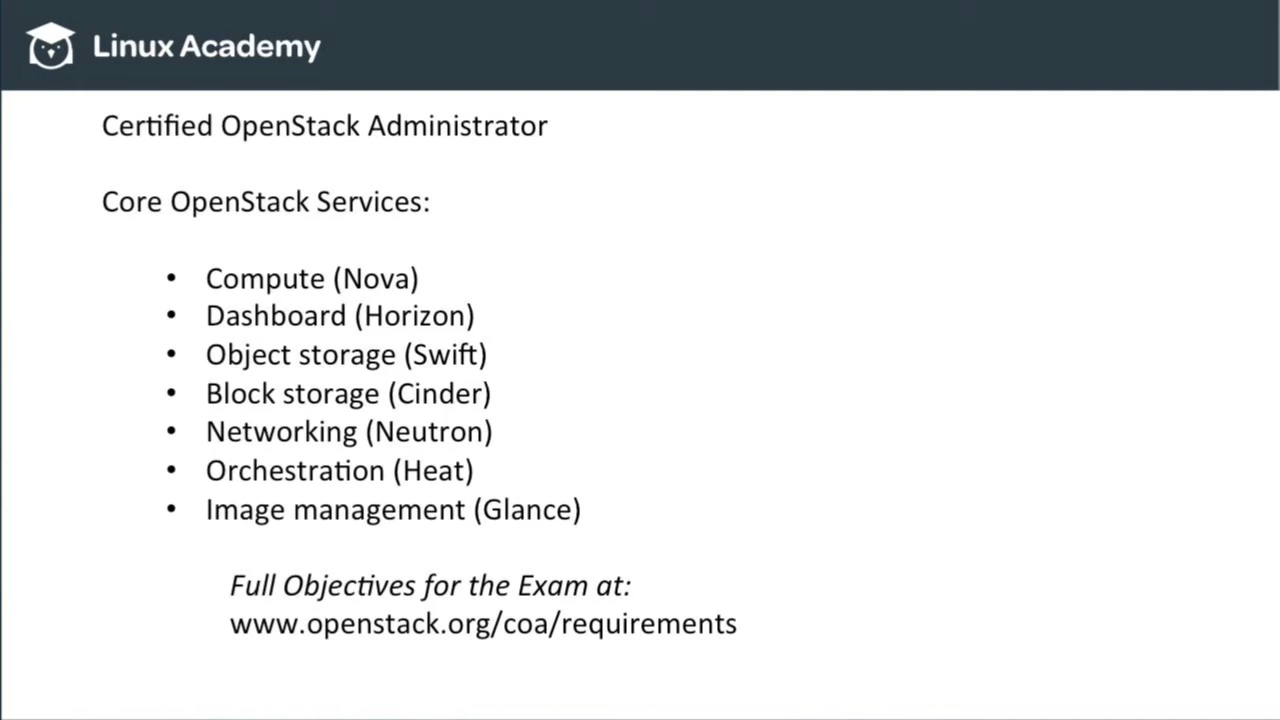 Linux Academy
Certified OpenStack Administrator
Core OpenStack Services:
• Compute (Nova)
• Dashboard (Horizon)
• Object storage (Swift)
• Block storage (Cinder)
• Networking (Neutron)
• Orchestration (Heat)
• Image management (Glance)
Full Objectives for the Exam at:
www.openstack.org/coa/requirements